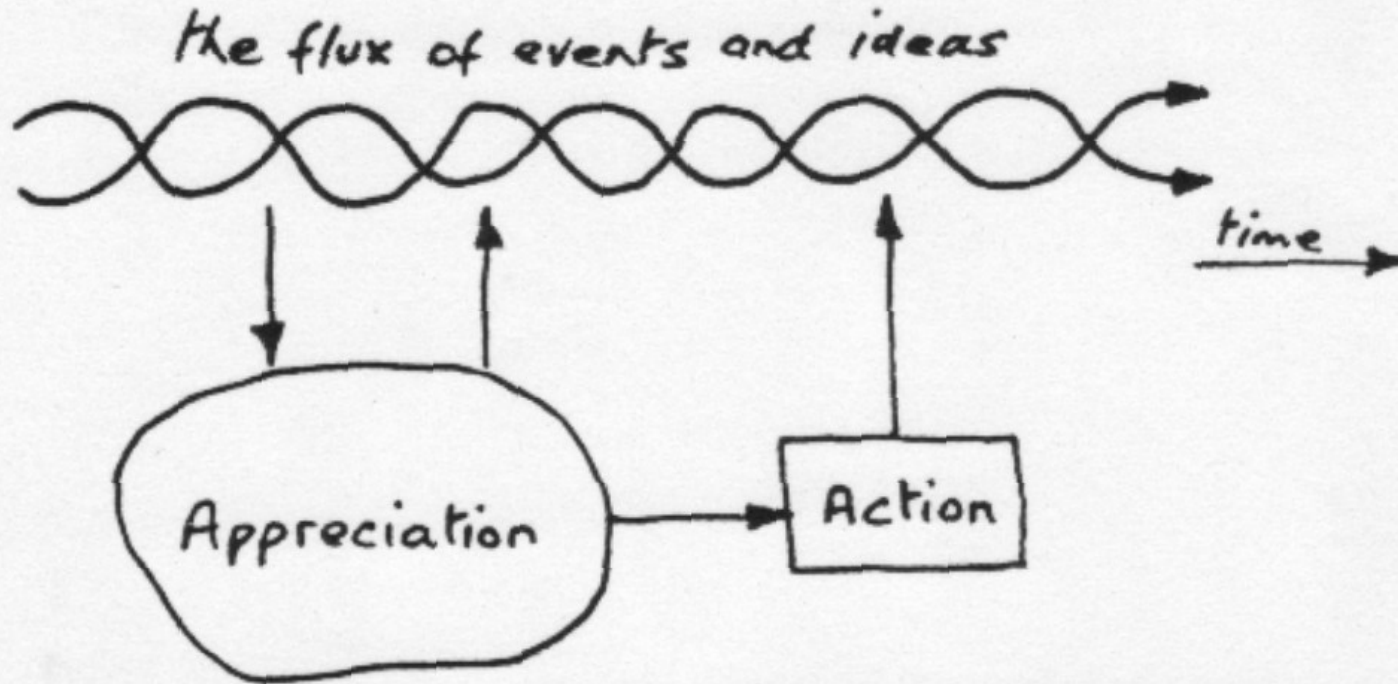 the flux of events and ideas
time
Appreciation
Action